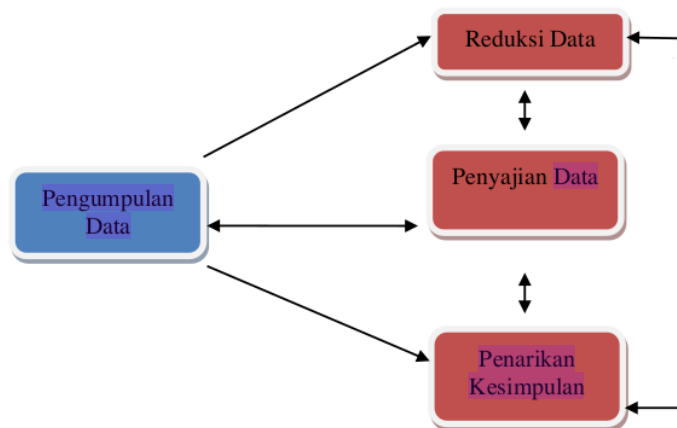 Reduksi Data
Penyajian Data
Pengumpulan
Data
Penarikan
Kesimpulan